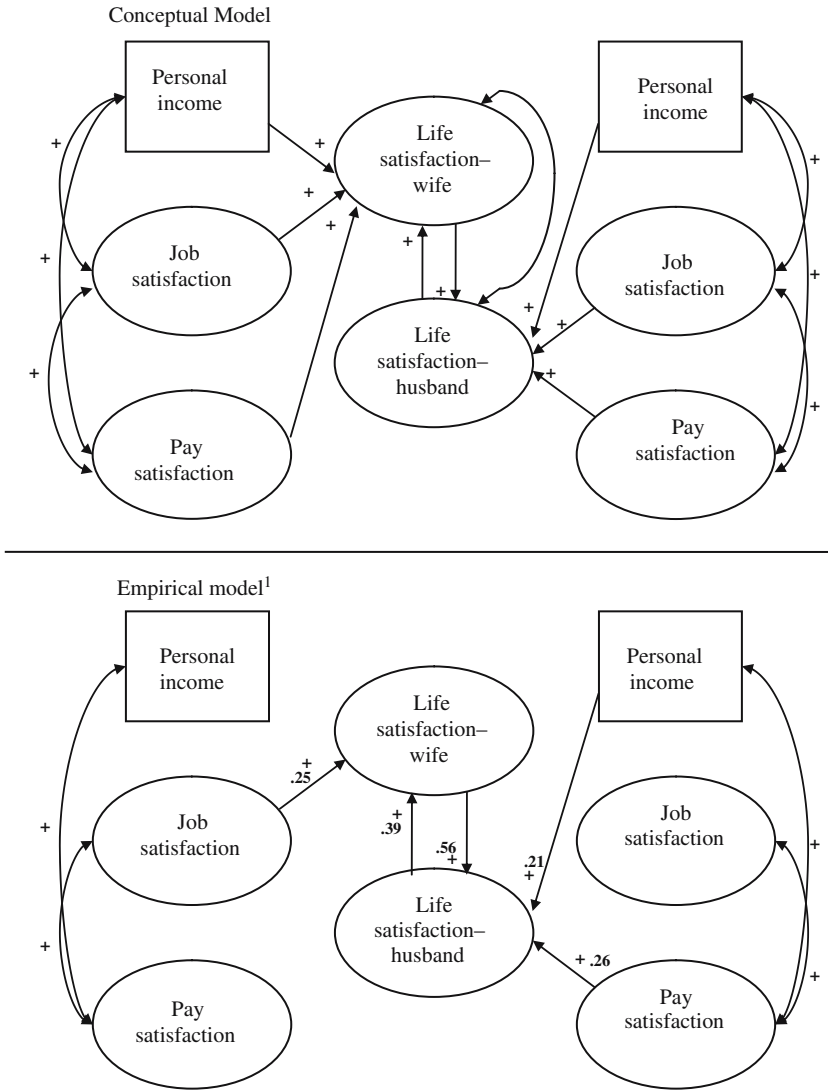 Conceptual Model
Personal
income
+
+
+
Job
satisfaction
+
Pay
satisfaction
+
+
+
Life
satisfaction–
wife
+
+
Life
satisfaction–
husband
Personal
income
+
+
Job
satisfaction
+
+
+
Pay
satisfaction
+
Empirical model1
Personal
income
+
Job
satisfaction
+
Pay
satisfaction
+
.25
Life
satisfaction–
wife
+
.39
.56
+
Life
satisfaction–
husband
Personal
income
.21
+
Job
satisfaction
+
+ .26
Pay
satisfaction
+